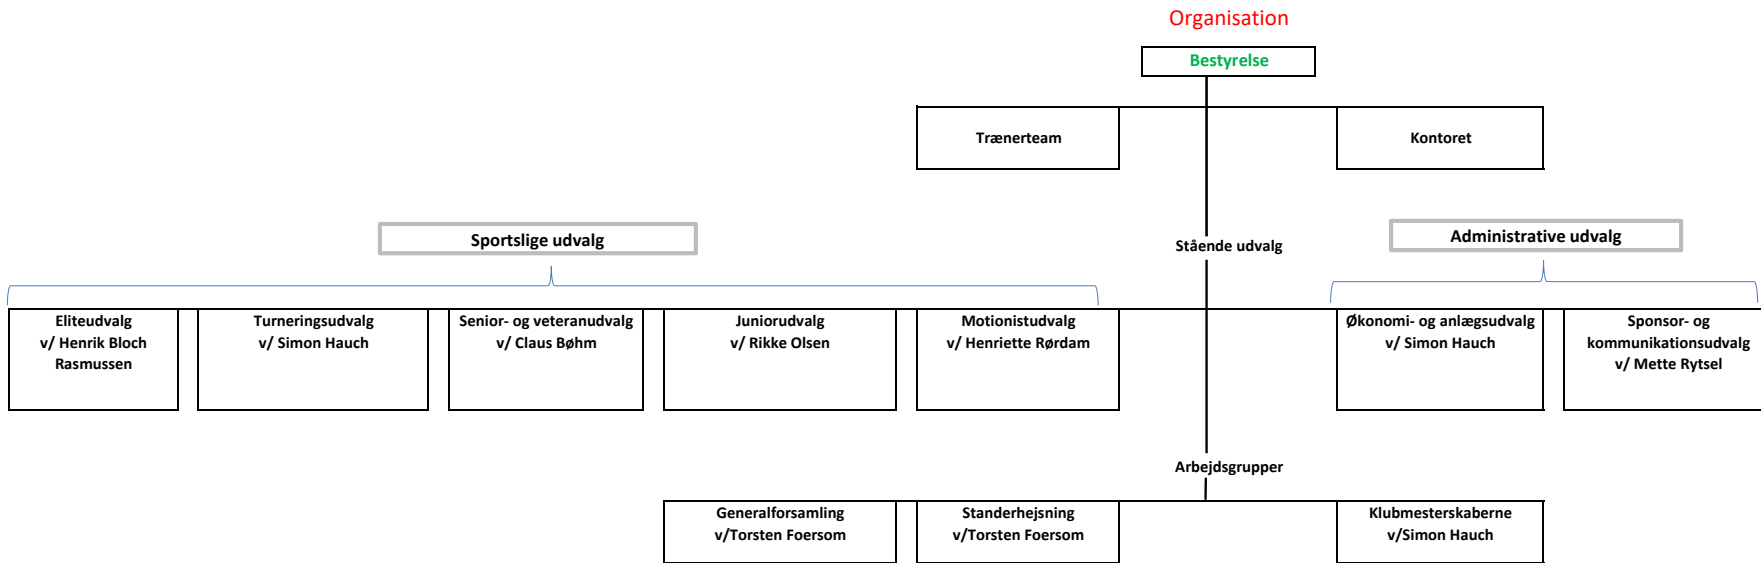 Organisation
Bestyrelse
Trænerteam
Kontoret
Sportslige udvalg
Stående udvalg
Administrative udvalg
Eliteudvalg
v/ Henrik Bloch
Rasmussen
Turneringsudvalg
v/ Simon Hauch
Senior- og veteranudvalg
v/ Claus Bøhm
Juniorudvalg
v/ Rikke Olsen
Motionistudvalg
v/ Henriette Rørdam
Økonomi- og anlægsudvalg
v/ Simon Hauch
Sponsor- og
kommunikationsudvalg
v/ Mette Rytsel
Arbejdsgrupper
Generalforsamling
v/Torsten Foersom
Standerhejsning
v/Torsten Foersom
Klubmesterskaberne
v/Simon Hauch